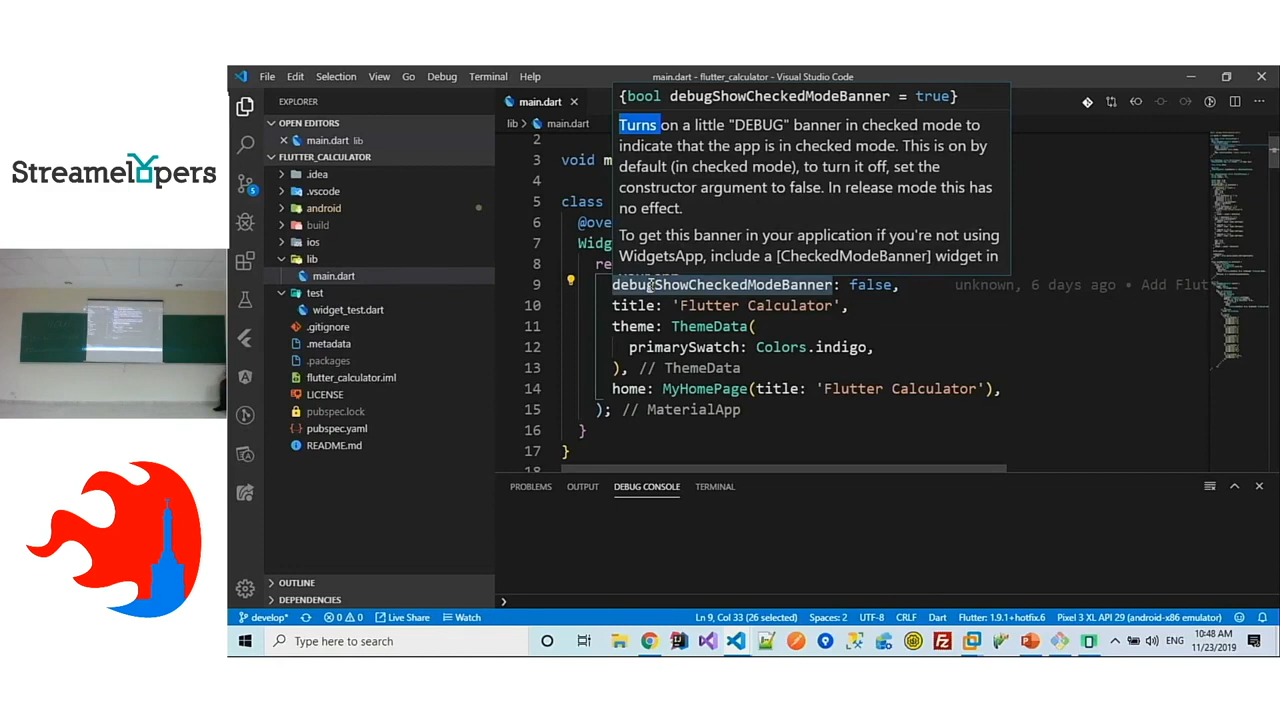 Streamelopers
File Edit Selection View Go Debug Terminal Help
main.dart - flutter_calculator - Visual Studio Code
EXPLORER
OPEN EDITORS
main.dart lib
FLUTTER_CALCULATOR
.idea
.vscode
android
build
ios
lib
main.dart
test
widget_test.dart
.gitignore
.metadata
.packages
flutter_calculator.iml
LICENSE
pubspec.lock
pubspec.yaml
README.md
OUTLINE
DEPENDENCIES
5
main.dart
lib > main.dart
{bool debugShowCheckedModeBanner = true}
Turns on a little "DEBUG" banner in checked mode to
indicate that the app is in checked mode. This is on by
default (in checked mode), to turn it off, set the
constructor argument to false. In release mode this has
no effect.
To get this banner in your application if you're not using
WidgetsApp, include a [CheckedModeBanner] widget in
2
3 void m
4
5 class
6 @ove
7 Widg
8 re
9 debugShowCheckedModeBanner: false, unknown, 6 days ago • Add Flut
10 title: 'Flutter Calculator',
11 theme: ThemeData(
12 primarySwatch: Colors.indigo,
13 ), // ThemeData
14 home: MyHomePage(title: 'Flutter Calculator'),
15 ); // MaterialApp
16 }
17 }
18
PROBLEMS OUTPUT DEBUG CONSOLE TERMINAL
develop* 0 0 Live Share Watch Ln 9, Col 33 (26 selected) Spaces: 2 UTF-8 CRLF Dart Flutter: 1.9.1+hotfix.6 Pixel 3 XL API 29 (android-x86 emulator)
Type here to search
ENG
10:48 AM
11/23/2019